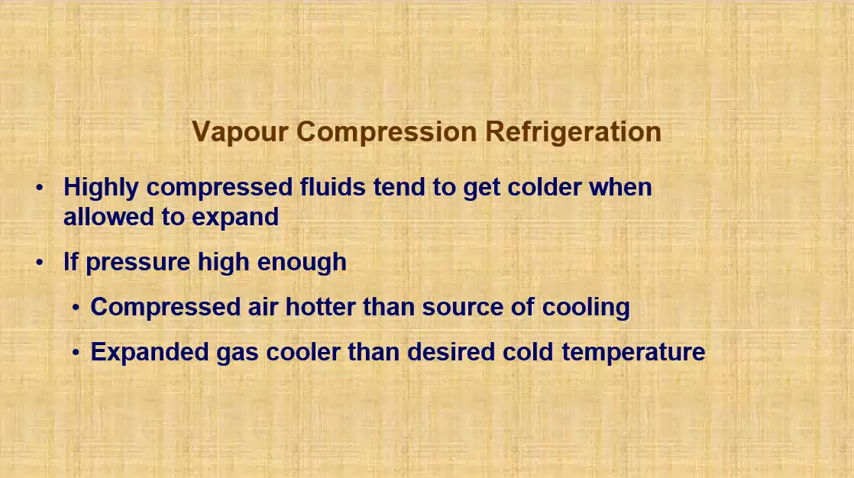 Vapour Compression Refrigeration
• Highly compressed fluids tend to get colder when
allowed to expand
• If pressure high enough
• Compressed air hotter than source of cooling
• Expanded gas cooler than desired cold temperature